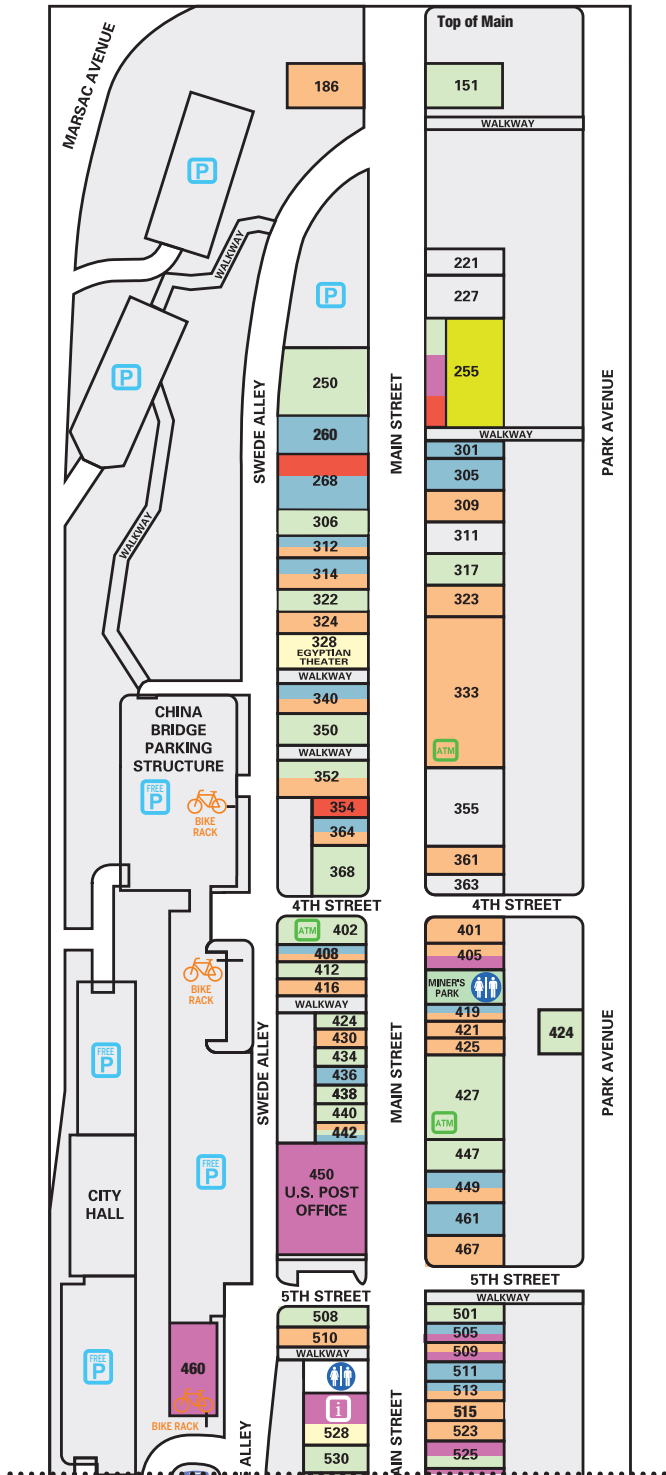 Top of Main
MARSAC AVENUE
186
151
WALKWAY
P
WALKWAY
221
P
227
P
255
250
SWEDE ALLEY
MAIN STREET
PARK AVENUE
260
WALKWAY
301
268
305
309
306
311
312
WALKWAY
314
317
322
323
324
328
EGYPTIAN
THEATER
WALKWAY
333
340
CHINA
BRIDGE
PARKING
STRUCTURE
350
WALKWAY
ATM
352
FREE
P
BIKE
RACK
354
355
364
361
368
363
4TH STREET
4TH STREET
ATM
402
401
408
405
412
BIKE
RACK
416
MINER'S
PARK
WALKWAY
419
424
421
424
430
425
FREE
P
434
SWEDE ALLEY
MAIN STREET
PARK AVENUE
436
427
438
440
ATM
442
447
FREE
P
450
U.S. POST
OFFICE
449
CITY
HALL
461
467
5TH STREET
5TH STREET
WALKWAY
508
501
510
505
WALKWAY
509
FREE
P
460
511
513
i
515
BIKE RACK
528
523
530
525
ALLEY
AIN STREET